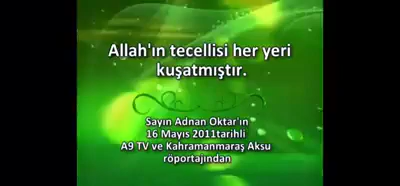 Allah'ın tecellisi her yeri
kuşatmıştır.
Sayın Adnan Oktar'ın
16 Mayıs 2011tarihli
A9 TV ve Kahramanmaraş Aksu
röportajından